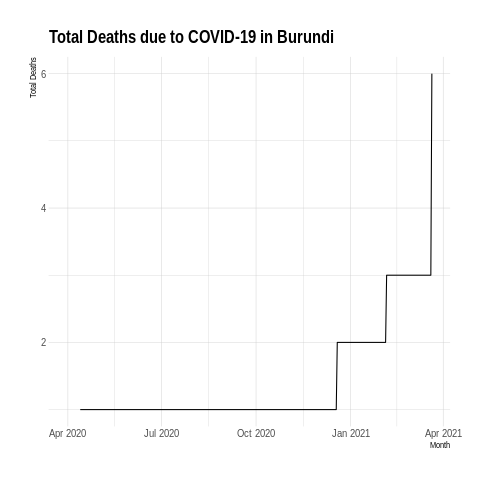 Total Deaths due to COVID-19 in Burundi
Total Deaths
6
4
2
Apr 2020 Jul 2020 Oct 2020 Jan 2021 Apr 2021
Month